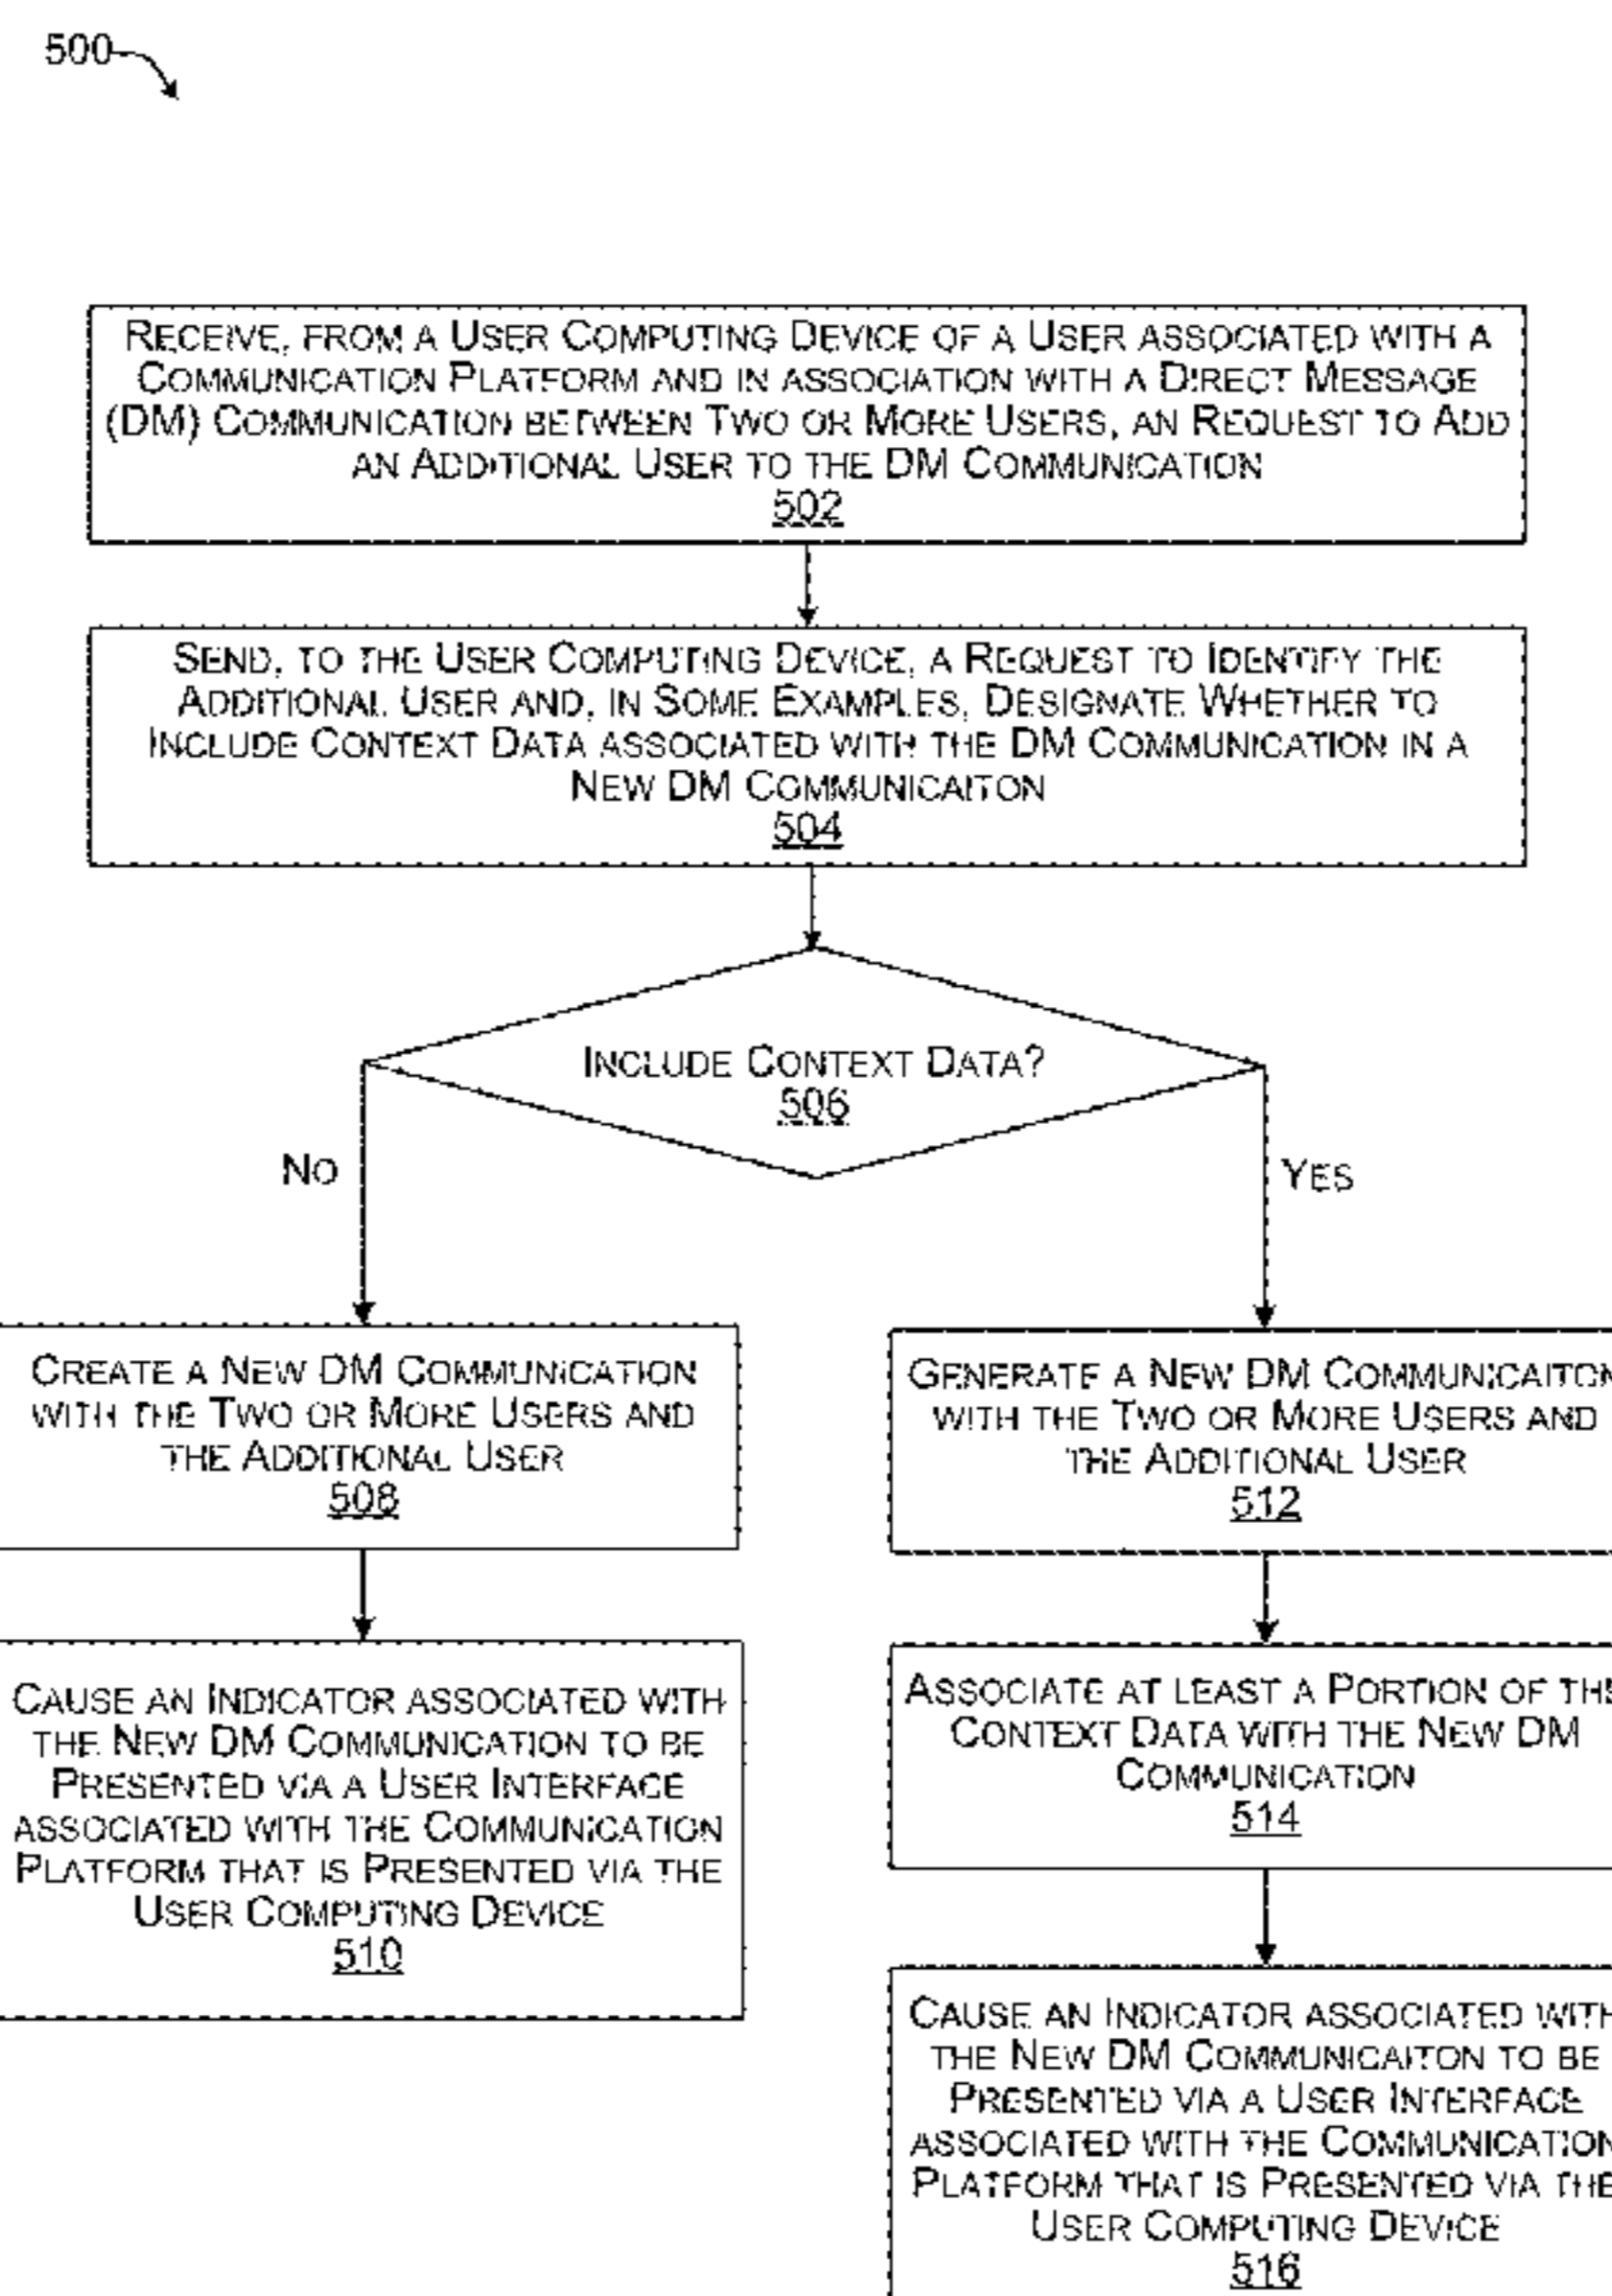 500
RECEIVE, FROM A USER COMPUTING DEVICE OF A USER ASSOCIATED WITH A
COMMUNICATION PLATFORM AND IN ASSOCIATION WITH A DIRECT MESSAGE
(DM) COMMUNICATION BETWEEN TWO OR MORE USERS, AN REQUEST TO ADD
AN ADDITIONAL USER TO THE DM COMMUNICATION
502
SEND, TO THE USER COMPUTING DEVICE, A REQUEST TO IDENTIFY THE
ADDITIONAL USER AND, IN SOME EXAMPLES, DESIGNATE WHETHER TO
INCLUDE CONTEXT DATA ASSOCIATED WITH THE DM COMMUNICATION IN A
NEW DM COMMUNICAITON
504
INCLUDE CONTEXT DATA?
506
NO
YES
CREATE A NEW DM COMMUNICATION
WITH THE TWO OR MORE USERS AND
THE ADDITIONAL USER
508
CAUSE AN INDICATOR ASSOCIATED WITH
THE NEW DM COMMUNICATION TO BE
PRESENTED VIA A USER INTERFACE
ASSOCIATED WITH THE COMMUNICATION
PLATFORM THAT IS PRESENTED VIA THE
USER COMPUTING DEVICE
510
GENERATE A NEW DM COMMUNICAITON
WITH THE TWO OR MORE USERS AND
THE ADDITIONAL USER
512
ASSOCIATE AT LEAST A PORTION OF THE
CONTEXT DATA WITH THE NEW DM
COMMUNICATION
514
CAUSE AN INDICATOR ASSOCIATED WITH
THE NEW DM COMMUNICAITON TO BE
PRESENTED VIA A USER INTERFACE
ASSOCIATED WITH THE COMMUNICATION
PLATFORM THAT IS PRESENTED VIA THE
USER COMPUTING DEVICE
516